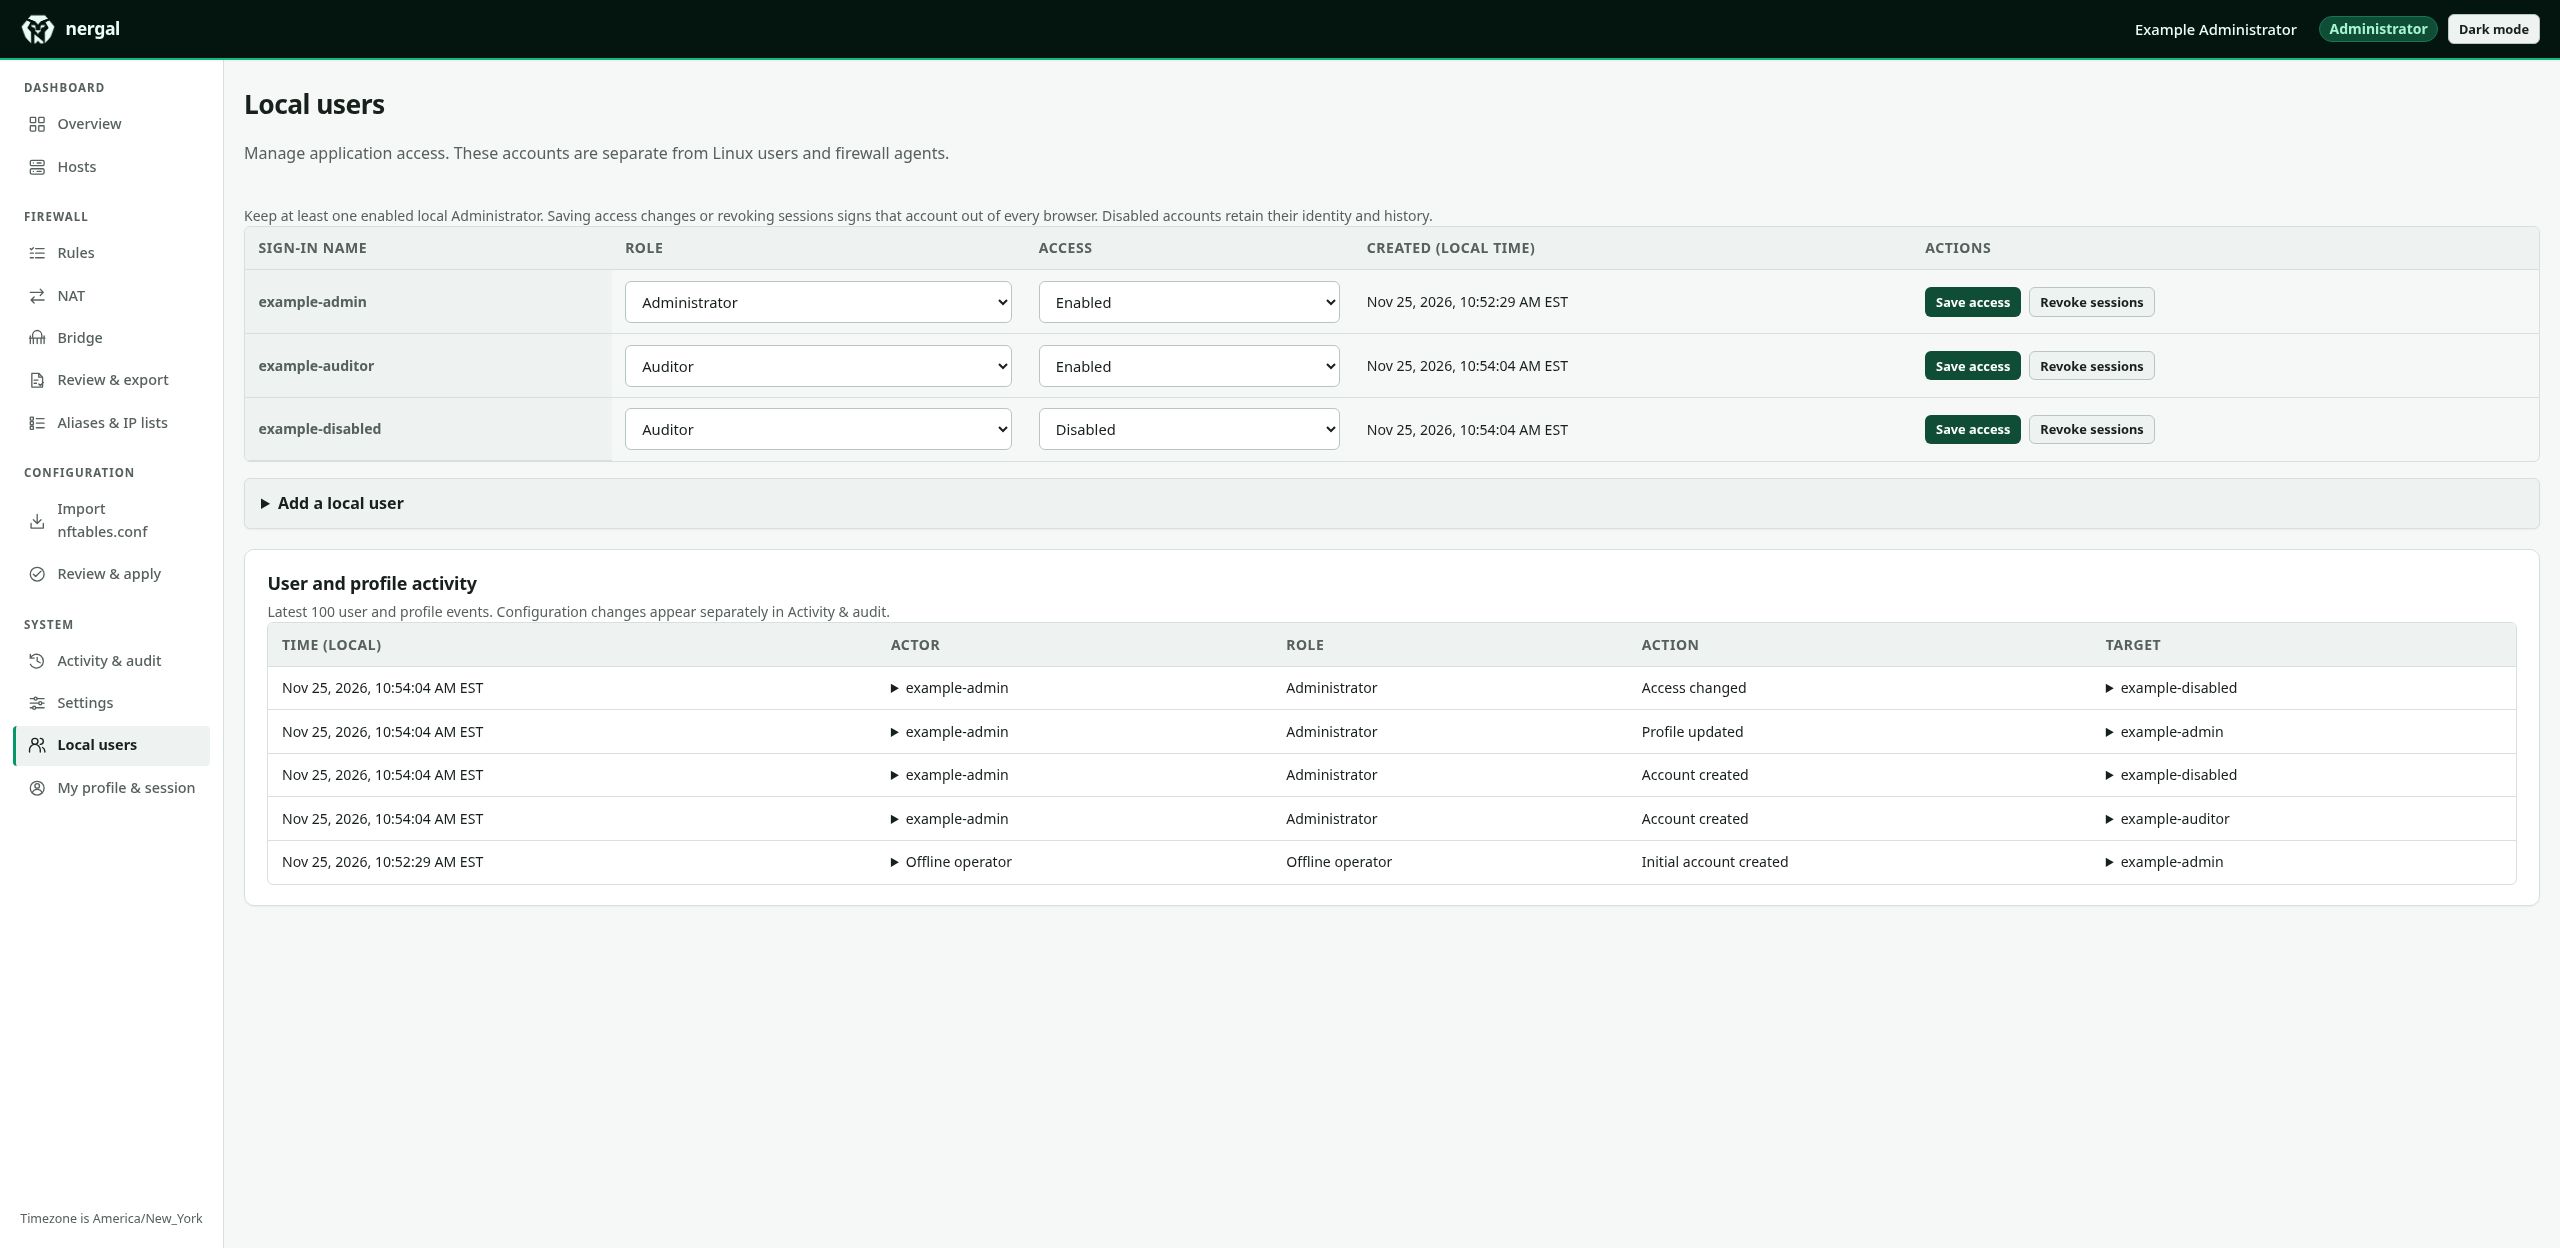 nergal
Example Administrator Administrator Dark mode
DASHBOARD
Overview
Hosts
FIREWALL
Rules
NAT
Bridge
Review & export
Aliases & IP lists
CONFIGURATION
Import
nftables.conf
Review & apply
SYSTEM
Activity & audit
Settings
Local users
My profile & session
Timezone is America/New_York
Local users
Manage application access. These accounts are separate from Linux users and firewall agents.
Keep at least one enabled local Administrator. Saving access changes or revoking sessions signs that account out of every browser. Disabled accounts retain their identity and history.
SIGN-IN NAME ROLE ACCESS CREATED (LOCAL TIME) ACTIONS
example-admin Administrator Enabled Nov 25, 2026, 10:52:29 AM EST Save access Revoke sessions
example-auditor Auditor Enabled Nov 25, 2026, 10:54:04 AM EST Save access Revoke sessions
example-disabled Auditor Disabled Nov 25, 2026, 10:54:04 AM EST Save access Revoke sessions
Add a local user
User and profile activity
Latest 100 user and profile events. Configuration changes appear separately in Activity & audit.
TIME (LOCAL) ACTOR ROLE ACTION TARGET
Nov 25, 2026, 10:54:04 AM EST example-admin Administrator Access changed example-disabled
Nov 25, 2026, 10:54:04 AM EST example-admin Administrator Profile updated example-admin
Nov 25, 2026, 10:54:04 AM EST example-admin Administrator Account created example-disabled
Nov 25, 2026, 10:54:04 AM EST example-admin Administrator Account created example-auditor
Nov 25, 2026, 10:52:29 AM EST Offline operator Offline operator Initial account created example-admin